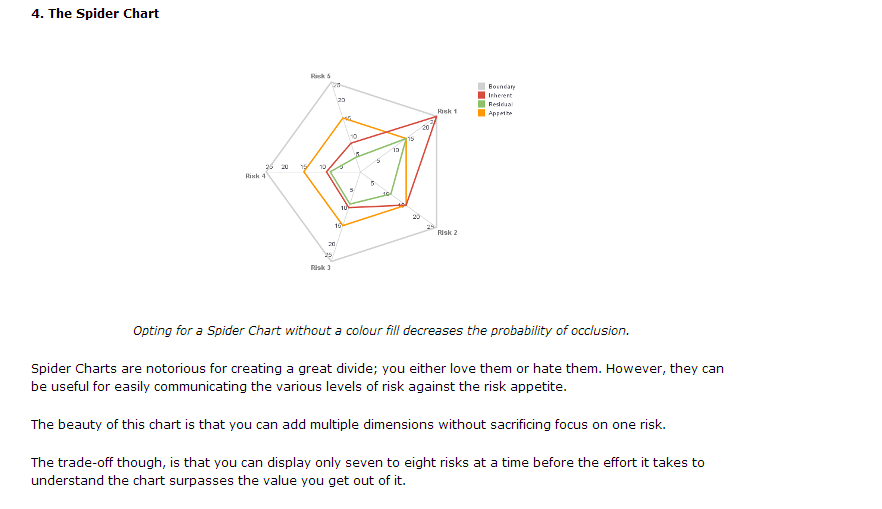 4. The Spider Chart
Risk 5
25
20
15
10
5
Risk 1
20
15
10
5
Boundary
Inherent
Residual
Appetite
Risk 4
25 20 15 10 5
5
10
15
20
25
Risk 2
5
10
15
20
25
Risk 3
Opting for a Spider Chart without a colour fill decreases the probability of occlusion.
Spider Charts are notorious for creating a great divide; you either love them or hate them. However, they can
be useful for easily communicating the various levels of risk against the risk appetite.
The beauty of this chart is that you can add multiple dimensions without sacrificing focus on one risk.
The trade-off though, is that you can display only seven to eight risks at a time before the effort it takes to
understand the chart surpasses the value you get out of it.